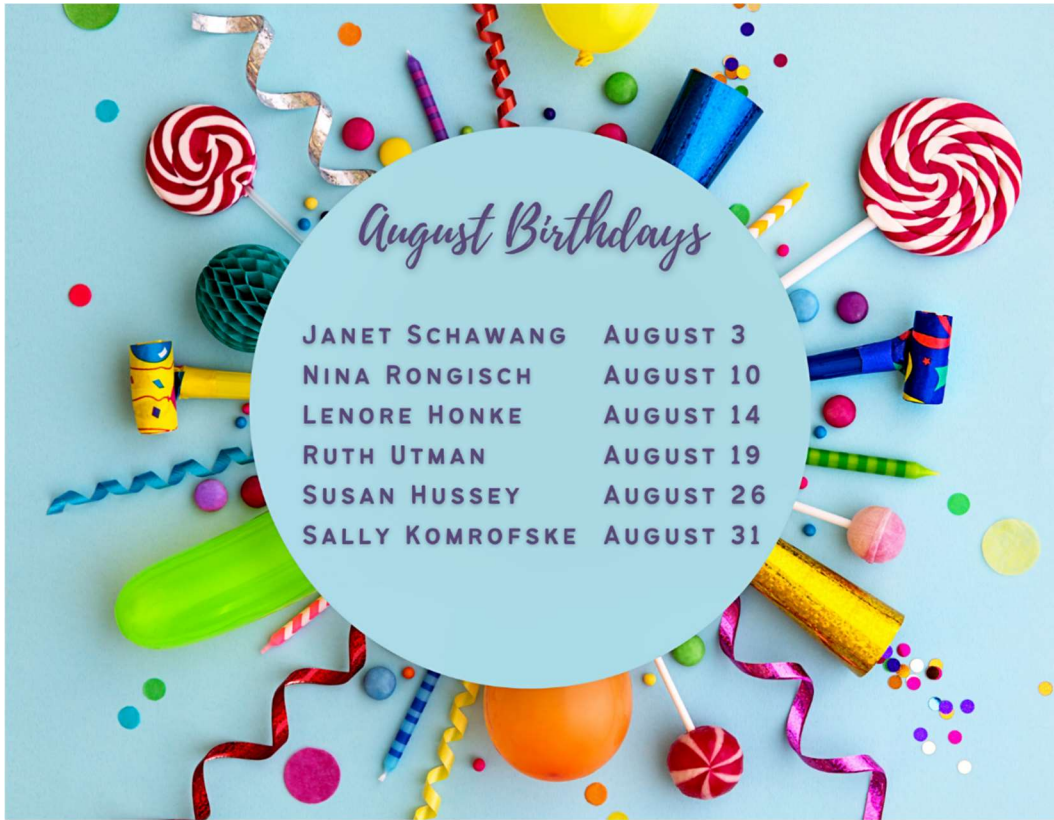 August Birthdays
Janet Schawang August 3
Nina Rongisch August 10
Lenore Honke August 14
Ruth Utman August 19
Susan Hussey August 26
Sally Komrofske August 31